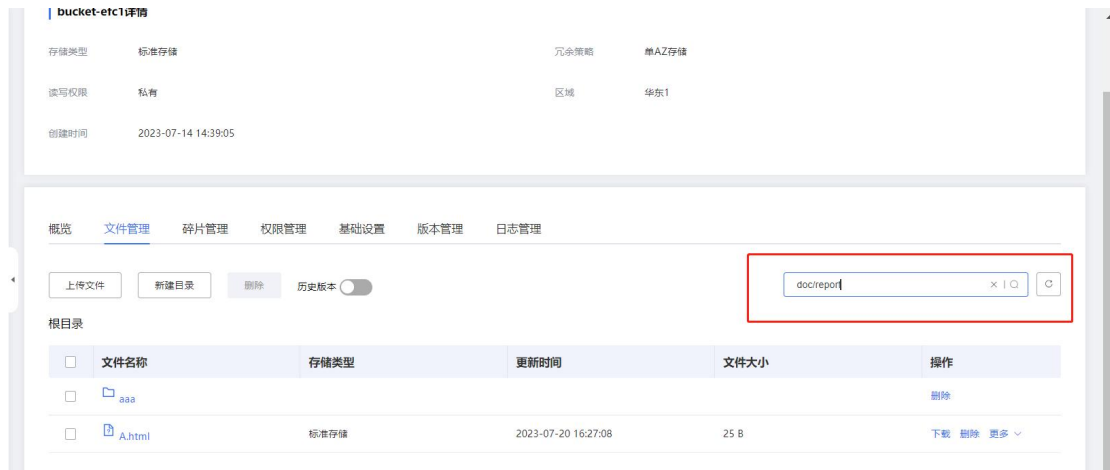 bucket-efc1详情
存储类型 标准存储 冗余策略 单AZ存储
读写权限 私有 区域 华东1
创建时间 2023-07-14 14:39:05
概览 文件管理 碎片管理 权限管理 基础设置 版本管理 日志管理
上传文件 新建目录 删除 历史版本 doc/report
根目录
文件名称 存储类型 更新时间 文件大小 操作
aaa 删除
A.html 标准存储 2023-07-20 16:27:08 25 B 下载 删除 更多